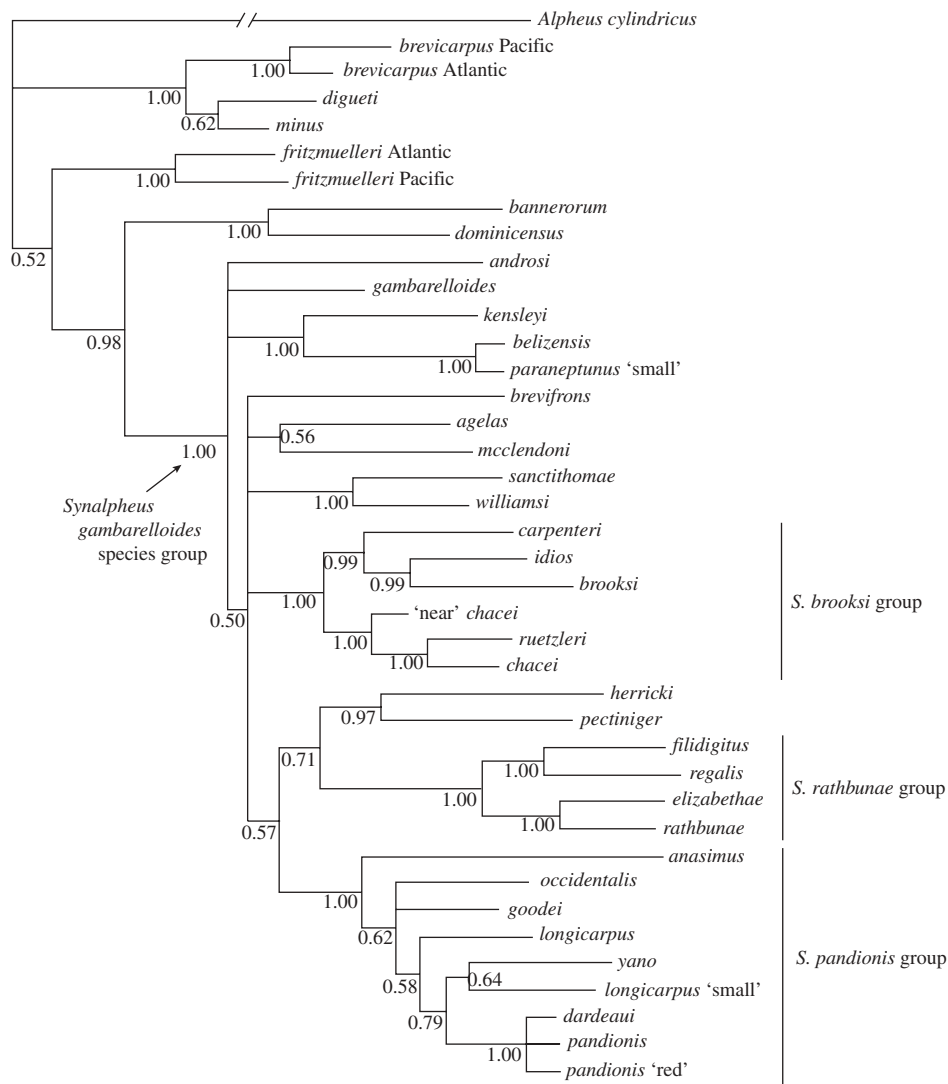 Alpheus cylindricus
brevicarpus Pacific
1.00
brevicarpus Atlantic
1.00
digueti
0.62
minus
fritzmuelleri Atlantic
1.00
fritzmuelleri Pacific
bannerorum
1.00
dominicensus
0.52
androsi
gambarelloides
kensleyi
0.98
1.00
belizensis
1.00
paraneptunus ‘small’
brevifrons
agelas
0.56
mcclendoni
1.00
Synalpheus
gambarelloides
species group
sanctithomae
1.00
williamsi
carpenteri
0.99
idios
0.99
brooksi
1.00
‘near’ chacei
0.50
1.00
ruetzleri
1.00
chacei
S. brooksi group
herricki
0.97
pectiniger
0.71
filidigitus
1.00
regalis
1.00
elizabethae
1.00
rathbunae
S. rathbunae group
0.57
anasimus
1.00
occidentalis
goodei
0.62
longicarpus
yano
0.58
0.64
longicarpus ‘small’
0.79
dardeaui
pandionis
1.00
pandionis ‘red’
S. pandionis group